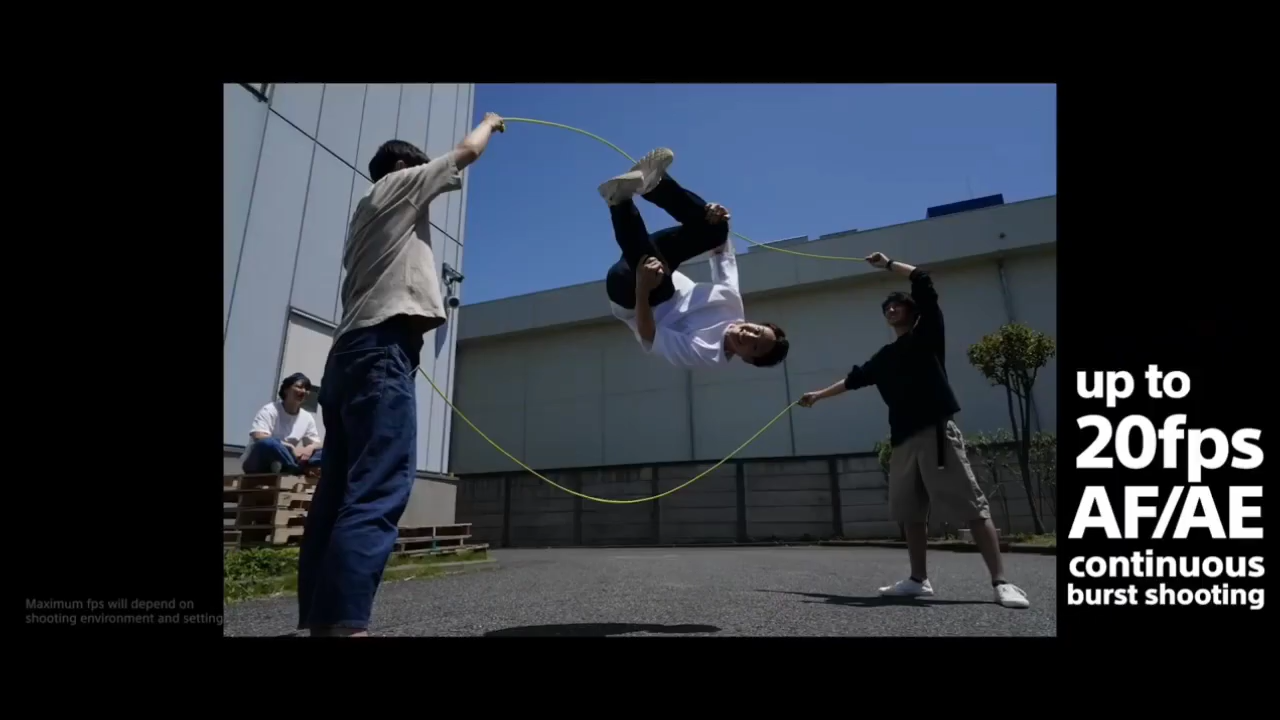 up to
20fps
AF/AE
continuous
burst shooting
Maximum fps will depend on
shooting environment and setting